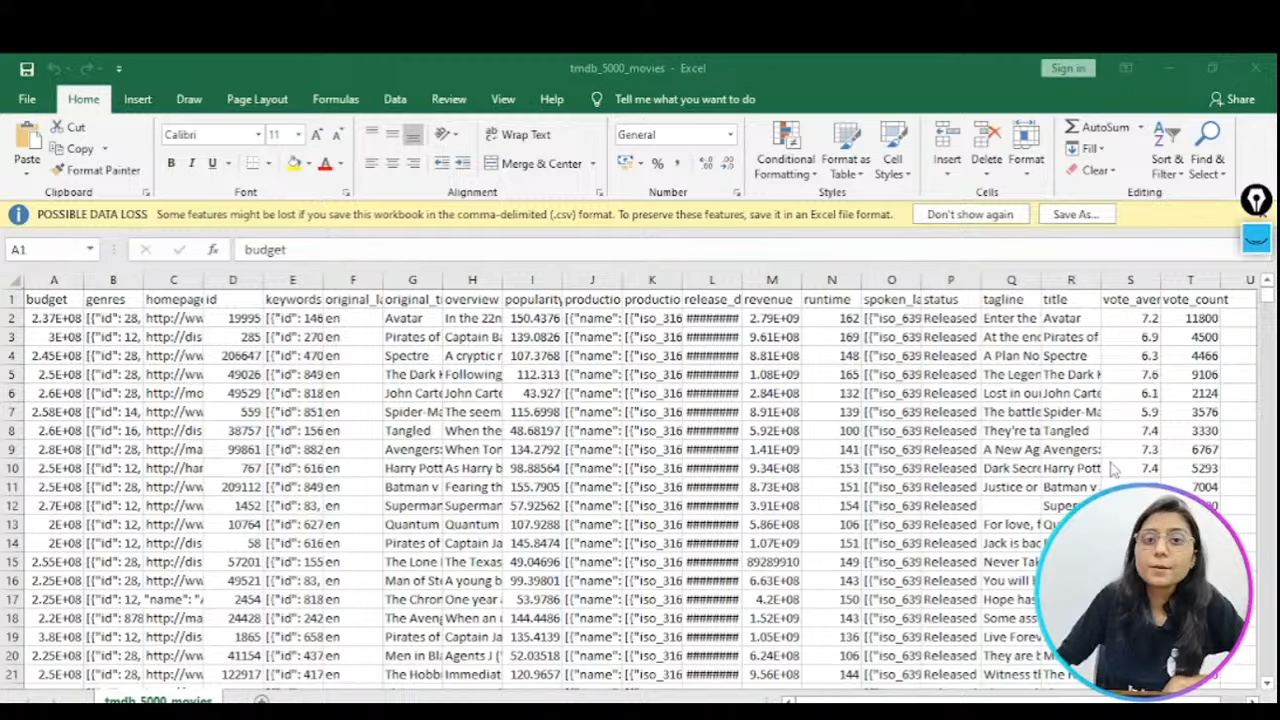 tmdb_5000_movies - Excel Sign in
File Home Insert Draw Page Layout Formulas Data Review View Help Tell me what you want to do Share
Cut Calibri 11 Wrap Text General AutoSum
Copy Fill
Paste Format Painter B I U Merge & Center % , Conditional Formatting Format as Table Cell Styles Insert Delete Format Clear Sort & Filter Find & Select
Clipboard Font Alignment Number Styles Cells Editing
POSSIBLE DATA LOSS Some features might be lost if you save this workbook in the comma-delimited (.csv) format. To preserve these features, save it in an Excel file format. Don't show again Save As...
A1 fx budget
A B C D E F G H I J K L M N O P Q R S T U
1 budget genres homepage id keywords original_la original_t overview popularity productio productio release_d revenue runtime spoken_la status tagline title vote_aver vote_count
2 2.37E+08 [{"id": 28, http://ww 19995 [{"id": 146 en Avatar In the 22n 150.4376 [{"name": [{"iso_316 ######## 2.79E+09 162 [{"iso_639 Released Enter the Avatar 7.2 11800
3 3E+08 [{"id": 12, http://dis 285 [{"id": 270 en Pirates of Captain Ba 139.0826 [{"name": [{"iso_316 ######## 9.61E+08 169 [{"iso_639 Released At the end Pirates of 6.9 4500
4 2.45E+08 [{"id": 28, http://ww 206647 [{"id": 470 en Spectre A cryptic r 107.3768 [{"name": [{"iso_316 ######## 8.81E+08 148 [{"iso_639 Released A Plan No Spectre 6.3 4466
5 2.5E+08 [{"id": 28, http://ww 49026 [{"id": 849 en The Dark K Following 112.313 [{"name": [{"iso_316 ######## 1.08E+09 165 [{"iso_639 Released The Legen The Dark K 7.6 9106
6 2.6E+08 [{"id": 28, http://mo 49529 [{"id": 818 en John Carte John Carte 43.927 [{"name": [{"iso_316 ######## 2.84E+08 132 [{"iso_639 Released Lost in our John Carte 6.1 2124
7 2.58E+08 [{"id": 14, http://ww 559 [{"id": 851 en Spider-Ma The seem 115.6998 [{"name": [{"iso_316 ######## 8.91E+08 139 [{"iso_639 Released The battle Spider-Ma 5.9 3576
8 2.6E+08 [{"id": 16, http://dis 38757 [{"id": 156 en Tangled When the 48.68197 [{"name": [{"iso_316 ######## 5.92E+08 100 [{"iso_639 Released They're ta Tangled 7.4 3330
9 2.8E+08 [{"id": 28, http://ma 99861 [{"id": 882 en Avengers: When Ton 134.2792 [{"name": [{"iso_316 ######## 1.41E+09 141 [{"iso_639 Released A New Ag Avengers: 7.3 6767
10 2.5E+08 [{"id": 12, http://har 767 [{"id": 616 en Harry Pott As Harry b 98.88564 [{"name": [{"iso_316 ######## 9.34E+08 153 [{"iso_639 Released Dark Secre Harry Pott 7.4 5293
11 2.5E+08 [{"id": 28, http://ww 209112 [{"id": 849 en Batman v Fearing th 155.7905 [{"name": [{"iso_316 ######## 8.73E+08 151 [{"iso_639 Released Justice or Batman v 7004
12 2.7E+08 [{"id": 12, http://ww 1452 [{"id": 83, en Superman Superman 57.92562 [{"name": [{"iso_316 ######## 3.91E+08 154 [{"iso_639 Released
13 2E+08 [{"id": 12, http://ww 10764 [{"id": 627 en Quantum Quantum 107.9288 [{"name": [{"iso_316 ######## 5.86E+08 106 [{"iso_639 Released For love, f
14 2E+08 [{"id": 12, http://dis 58 [{"id": 616 en Pirates of Captain Ja 145.8474 [{"name": [{"iso_316 ######## 1.07E+09 151 [{"iso_639 Released Jack is bac
15 2.55E+08 [{"id": 28, http://dis 57201 [{"id": 155 en The Lone The Texas 49.04696 [{"name": [{"iso_316 ######## 89289910 149 [{"iso_639 Released Never Tak
16 2.25E+08 [{"id": 28, http://ww 49521 [{"id": 83, en Man of Ste A young b 99.39801 [{"name": [{"iso_316 ######## 6.63E+08 143 [{"iso_639 Released You will
17 2.25E+08 [{"id": 12, "name": "A 2454 [{"id": 818 en The Chron One year 53.9786 [{"name": [{"iso_316 ######## 4.2E+08 150 [{"iso_639 Released Hope has
18 2.2E+08 [{"id": 878 http://ma 24428 [{"id": 242 en The Aveng When an 144.4486 [{"name": [{"iso_316 ######## 1.52E+09 143 [{"iso_639 Released Some ass
19 3.8E+08 [{"id": 12, http://dis 1865 [{"id": 658 en Pirates of Captain Ja 135.4139 [{"name": [{"iso_316 ######## 1.05E+09 136 [{"iso_639 Released Live Forev
20 2.25E+08 [{"id": 28, http://ww 41154 [{"id": 437 en Men in Bla Agents J ( 52.03518 [{"name": [{"iso_316 ######## 6.24E+08 106 [{"iso_639 Released They are b
21 2.5E+08 [{"id": 28, http://ww 122917 [{"id": 417 en The Hobbi Immediat 120.9657 [{"name": [{"iso_316 ######## 9.56E+08 144 [{"iso_639 Released Witness th
tmdb_5000_movies